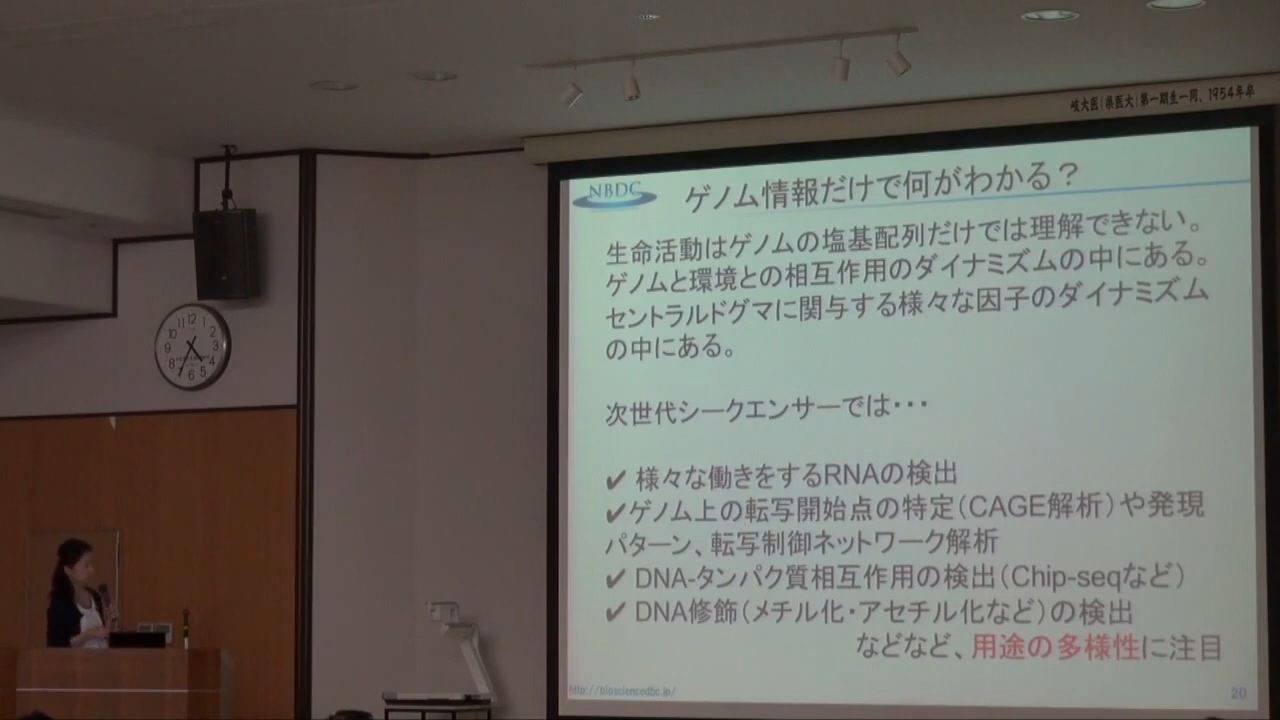 岐大医(県医大)第一期生一同、1954年卒
NBDC
ゲノム情報だけで何がわかる？
生命活動はゲノムの塩基配列だけでは理解できない。
ゲノムと環境との相互作用のダイナミズムの中にある。
セントラルドグマに関与する様々な因子のダイナミズム
の中にある。
次世代シークエンサーでは・・・
✔ 様々な働きをするRNAの検出
✔ゲノム上の転写開始点の特定（CAGE解析）や発現
パターン、転写制御ネットワーク解析
✔ DNA-タンパク質相互作用の検出（Chip-seqなど）
✔ DNA修飾（メチル化・アセチル化など）の検出
などなど、用途の多様性に注目
http://biosciencedbc.jp/
20
12
1
2
3
4
5
6
7
8
9
10
11